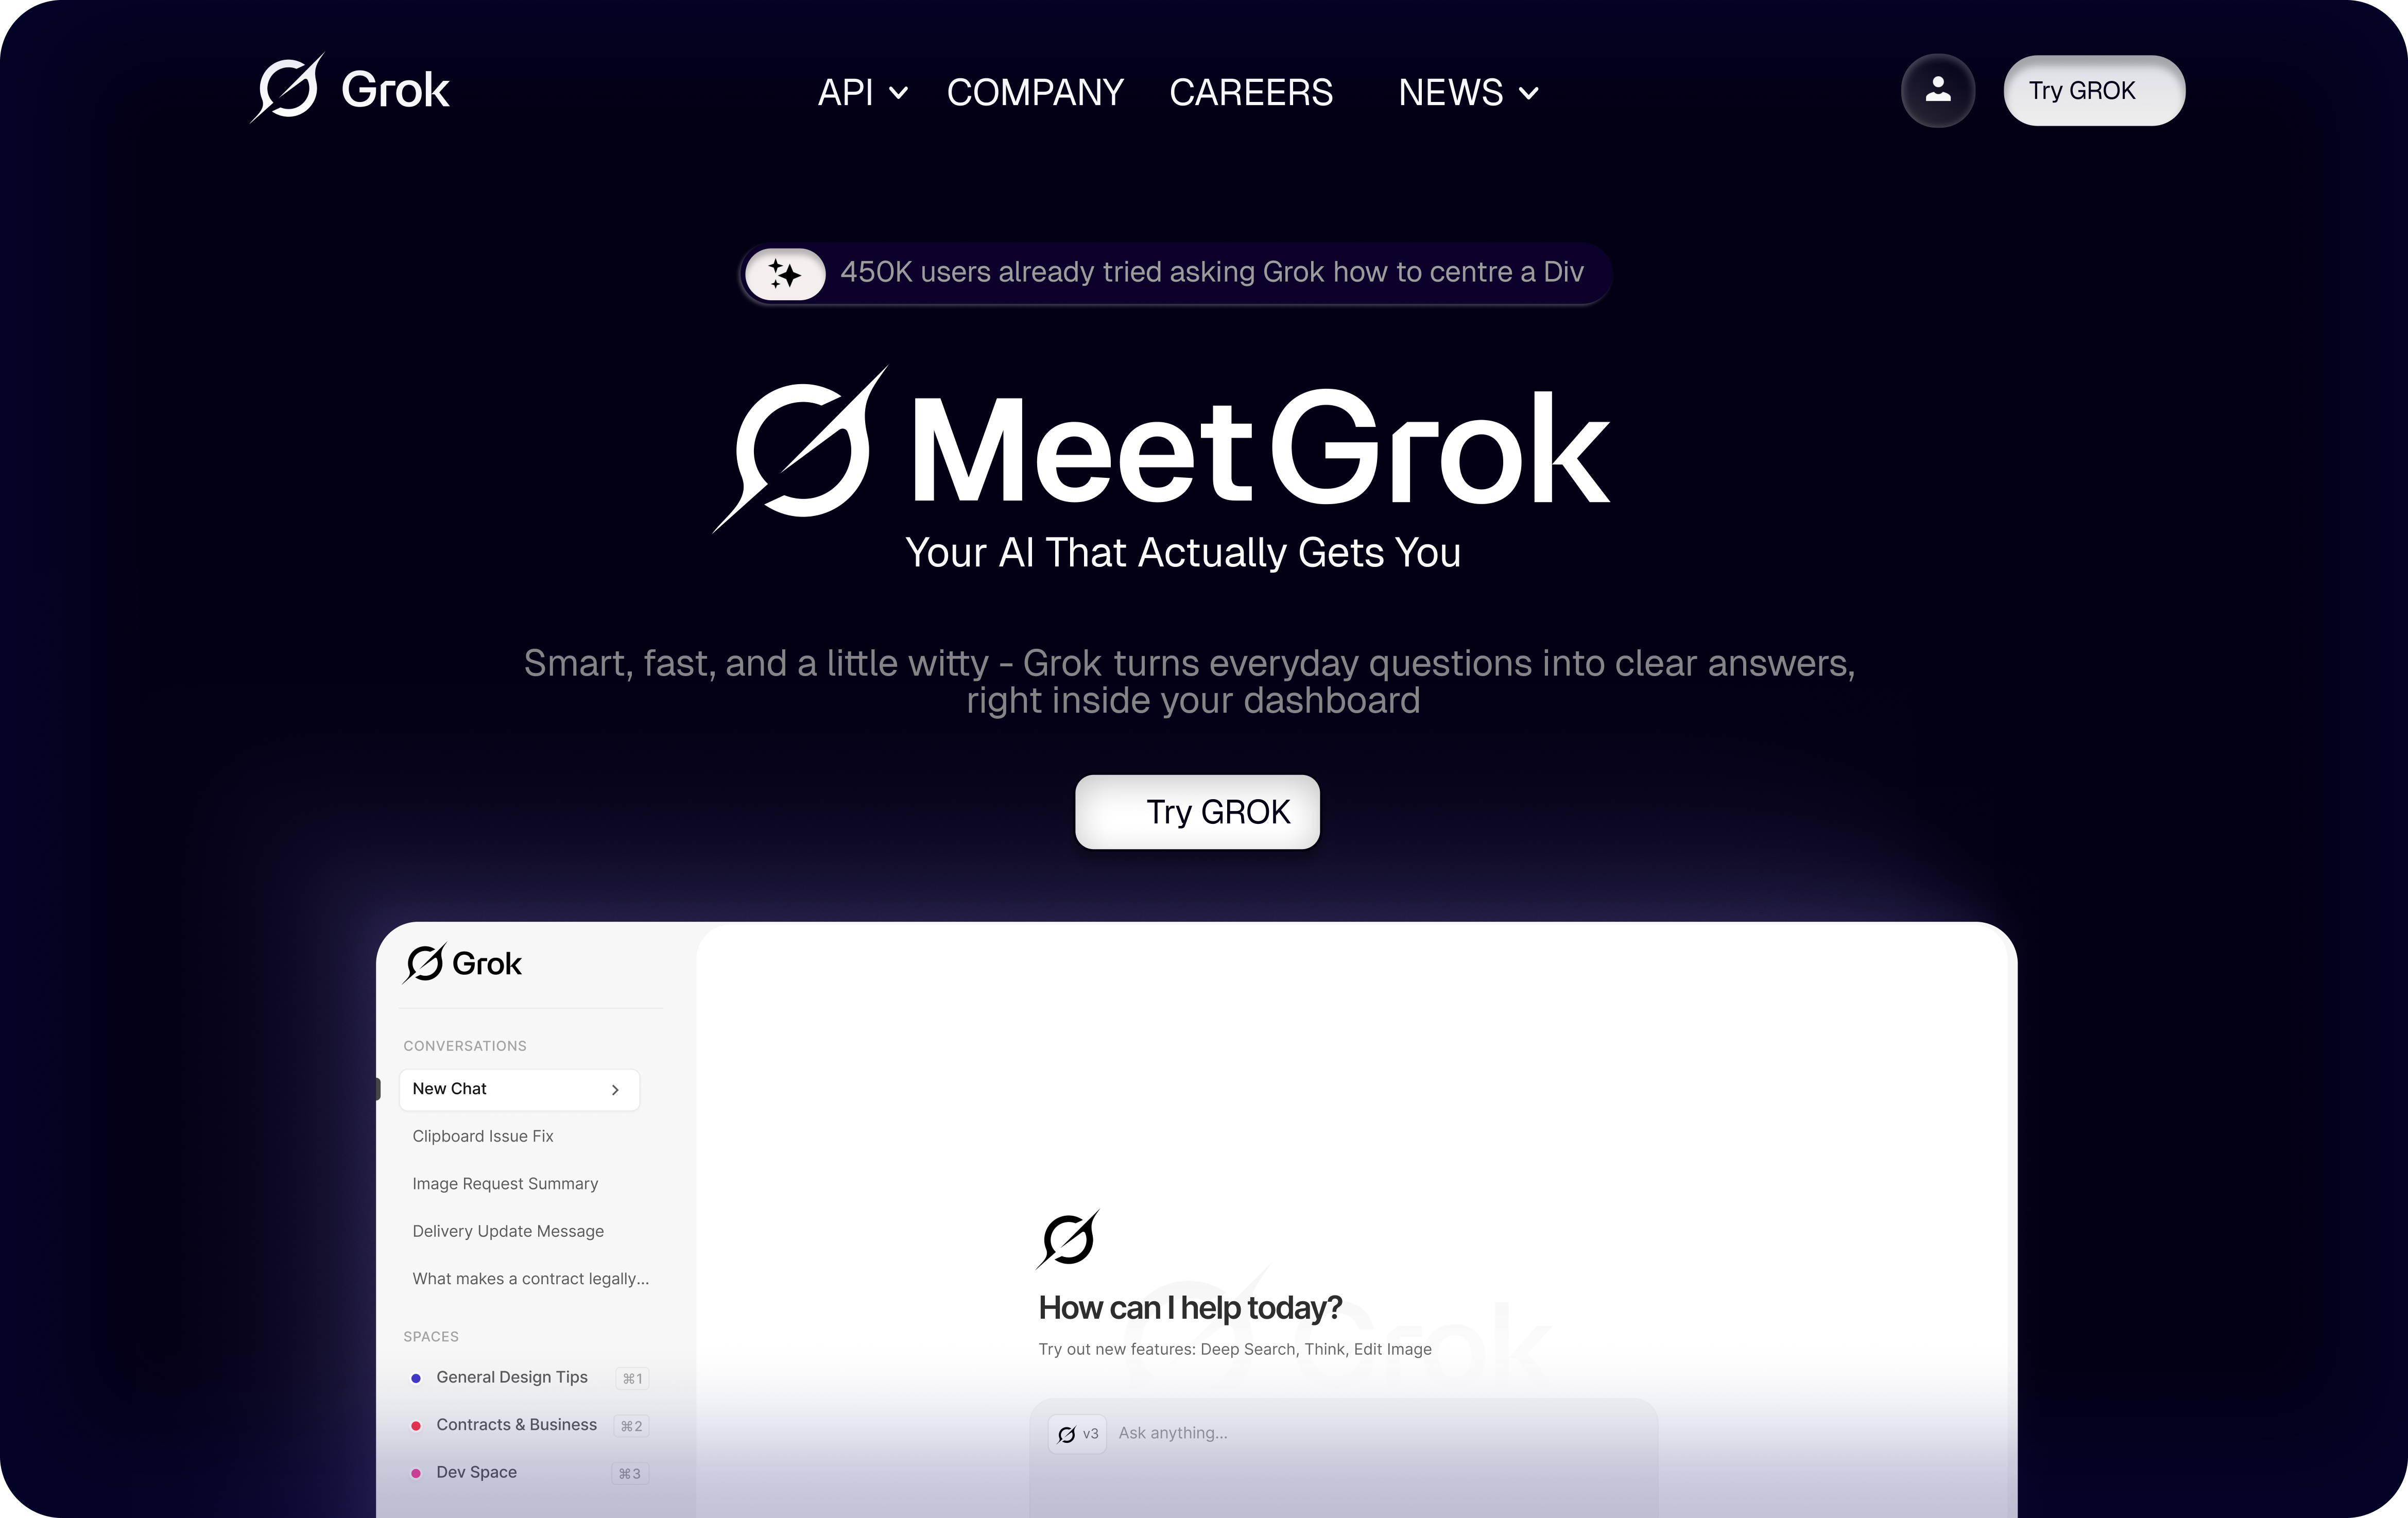 Grok
API COMPANY CAREERS NEWS
Try GROK
450K users already tried asking Grok how to centre a Div
Meet Grok
Your AI That Actually Gets You
Smart, fast, and a little witty - Grok turns everyday questions into clear answers,
right inside your dashboard
Try GROK
Grok
CONVERSATIONS
New Chat
Clipboard Issue Fix
Image Request Summary
Delivery Update Message
What makes a contract legally...
SPACES
General Design Tips ⌘1
Contracts & Business ⌘2
Dev Space ⌘3
Grok
How can I help today?
Try out new features: Deep Search, Think, Edit Image
v3 Ask anything...